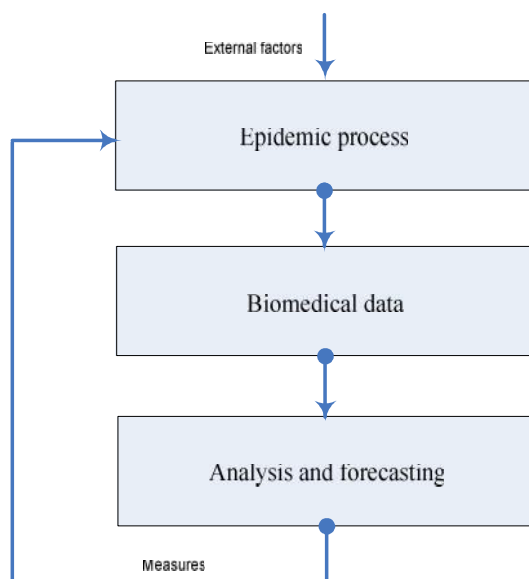 External factors
Epidemic process
Biomedical data
Analysis and forecasting
Measures